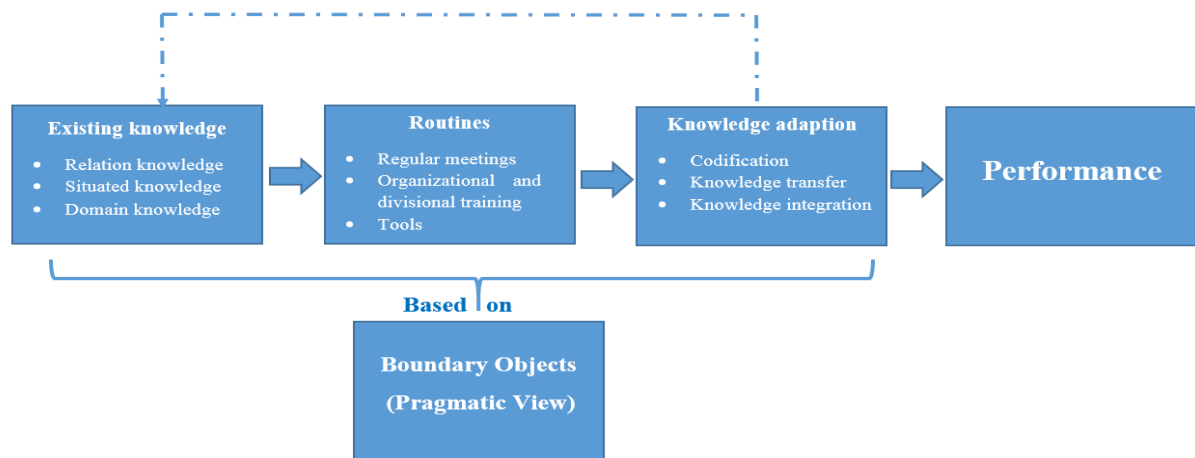 Existing knowledge
• Relation knowledge
• Situated knowledge
• Domain knowledge
Routines
• Regular meetings
• Organizational and
divisional training
• Tools
Knowledge adaption
• Codification
• Knowledge transfer
• Knowledge integration
Performance
Based on
Boundary Objects
(Pragmatic View)